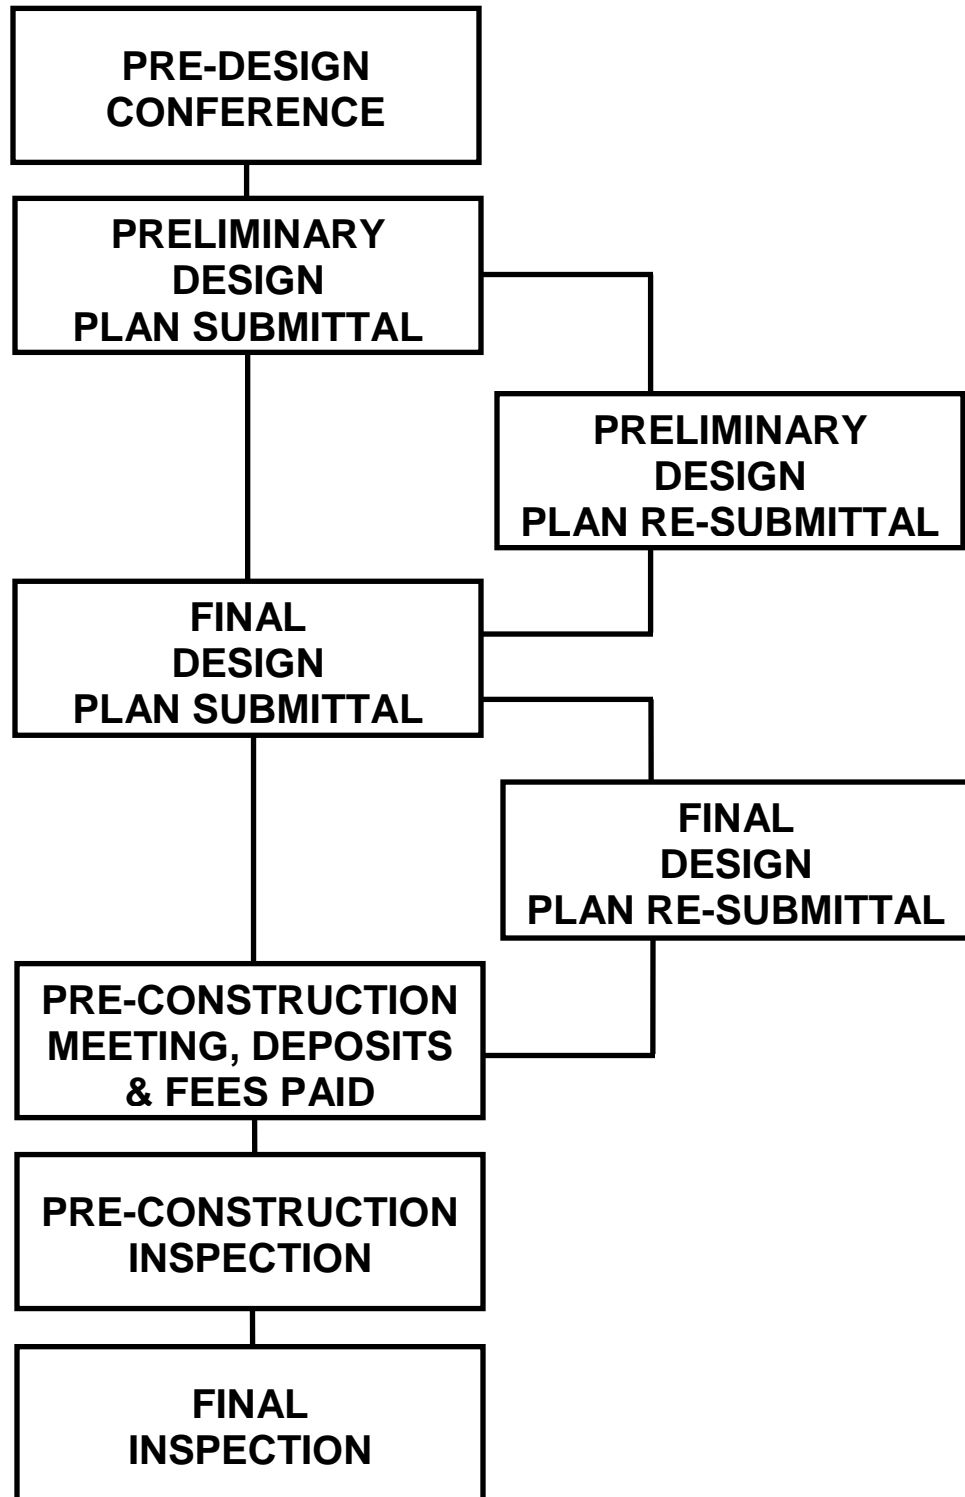 PRE-DESIGN
CONFERENCE
PRELIMINARY
DESIGN
PLAN SUBMITTAL
PRELIMINARY
DESIGN
PLAN RE-SUBMITTAL
FINAL
DESIGN
PLAN SUBMITTAL
FINAL
DESIGN
PLAN RE-SUBMITTAL
PRE-CONSTRUCTION
MEETING, DEPOSITS
& FEES PAID
PRE-CONSTRUCTION
INSPECTION
FINAL
INSPECTION